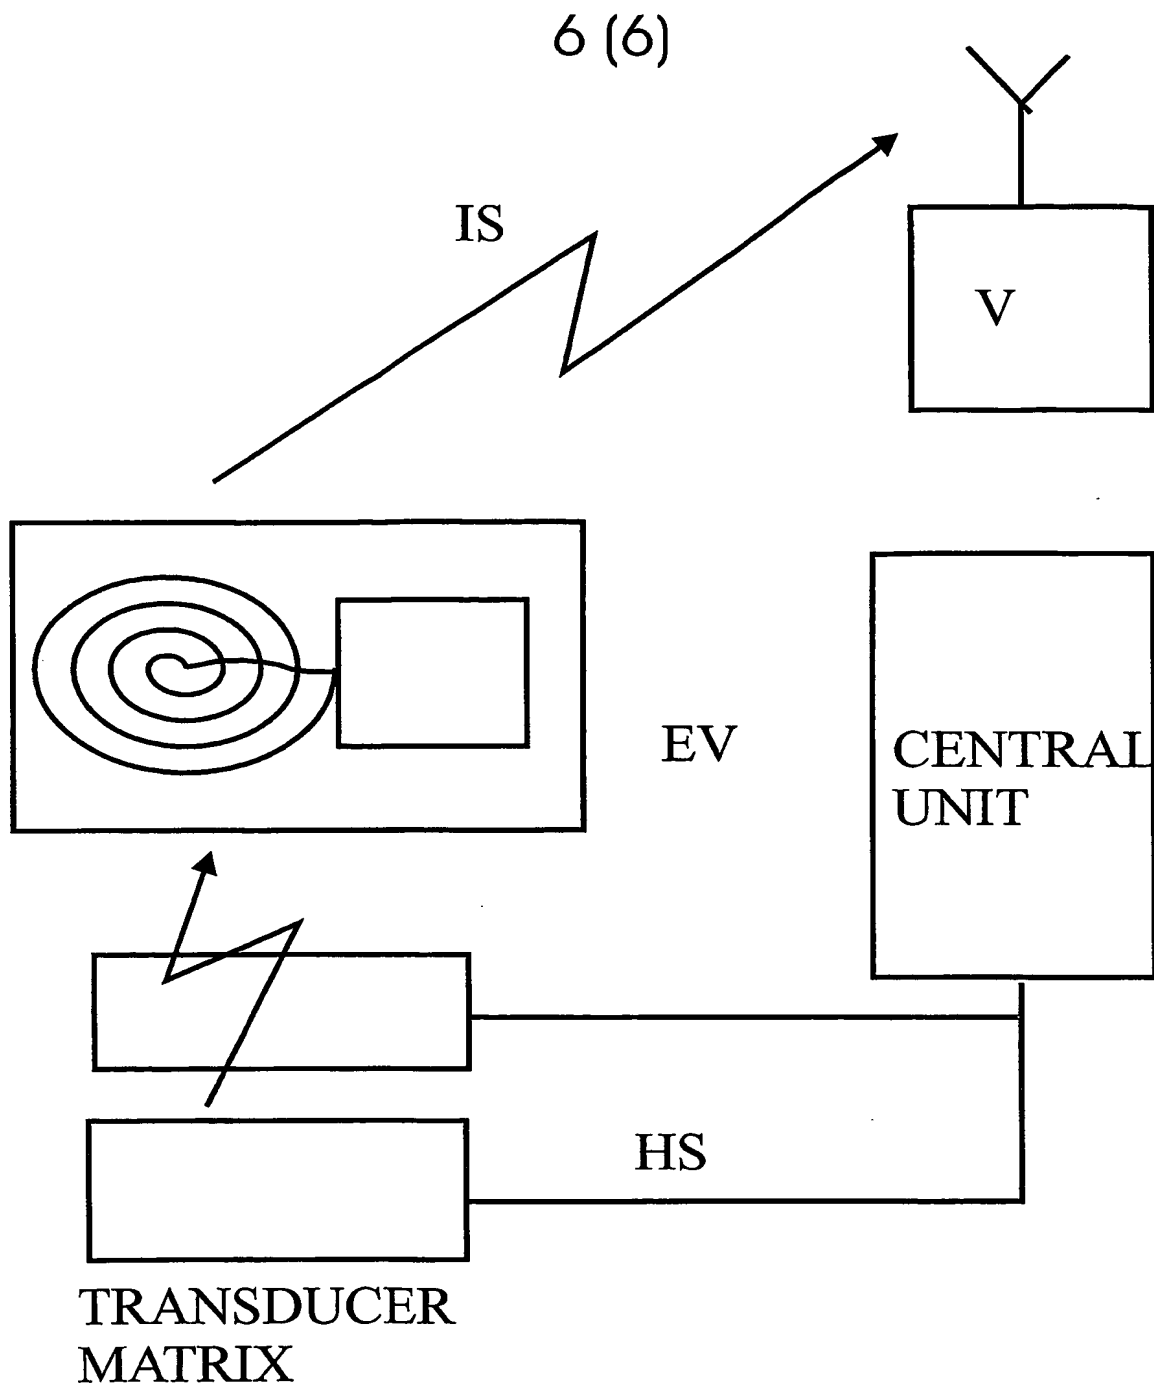 6 (6)
IS
V
EV
CENTRAL
UNIT
HS
TRANSDUCER
MATRIX